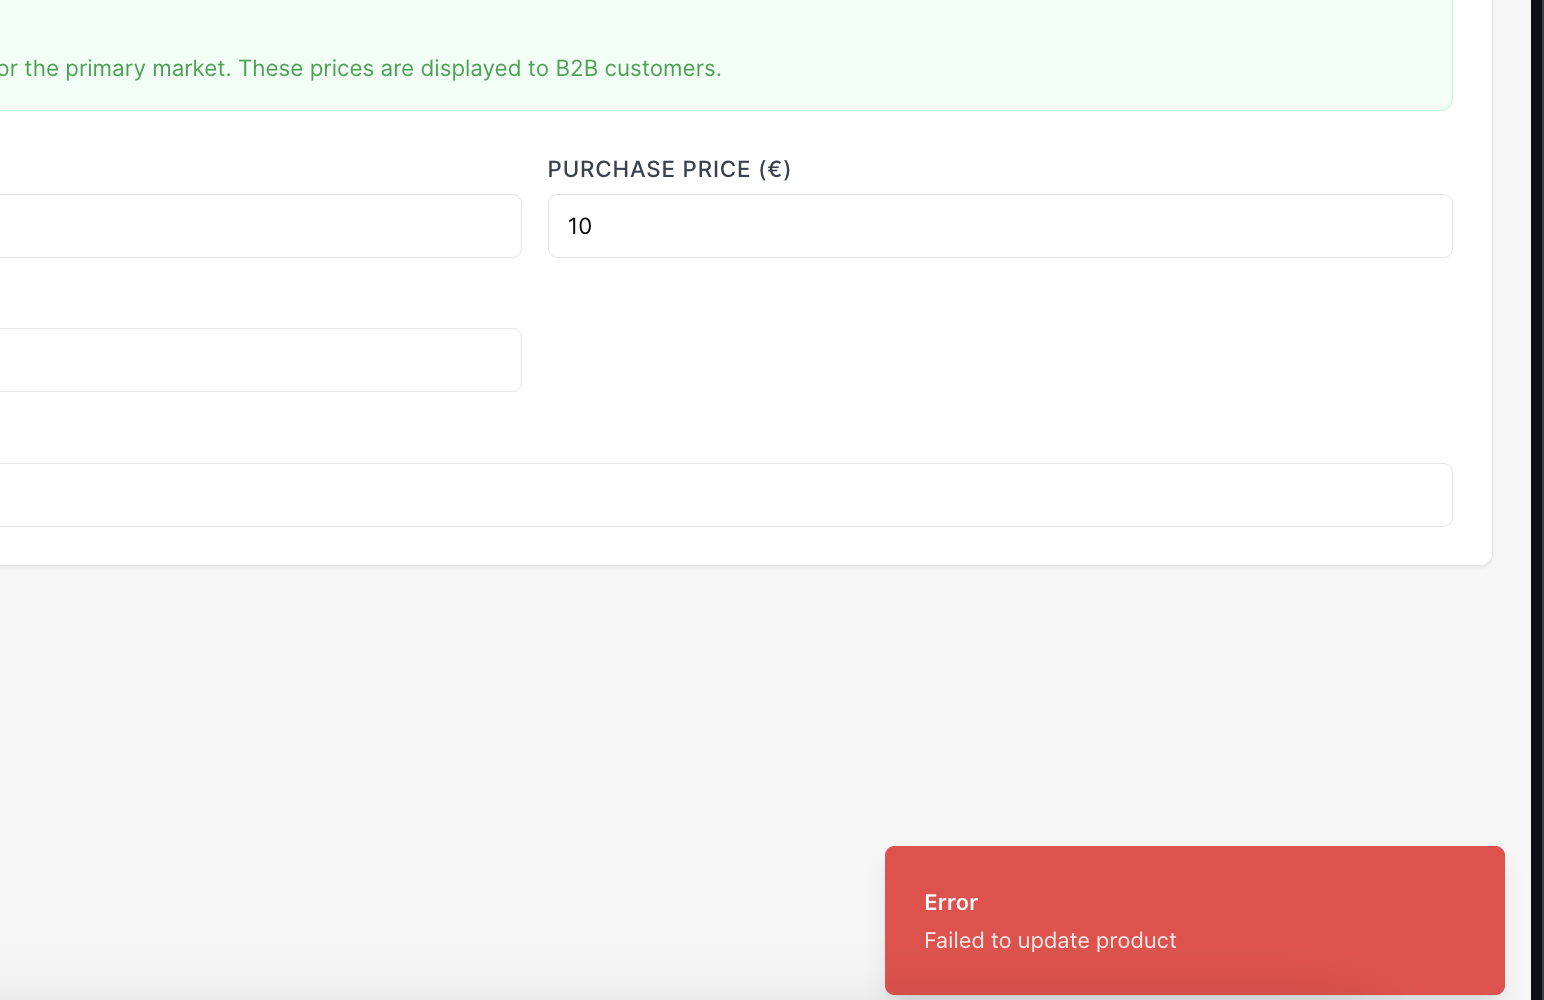 or the primary market. These prices are displayed to B2B customers.
PURCHASE PRICE (€)
10
Error
Failed to update product